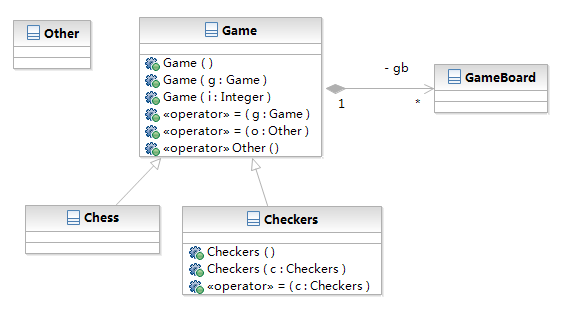 Other
Game
Game ( )
Game ( g : Game )
Game ( i : Integer )
«operator» = ( g : Game )
«operator» = ( o : Other )
«operator» Other ( )
- gb
1
*
GameBoard
Chess
Checkers
Checkers ( )
Checkers ( c : Checkers )
«operator» = ( c : Checkers )